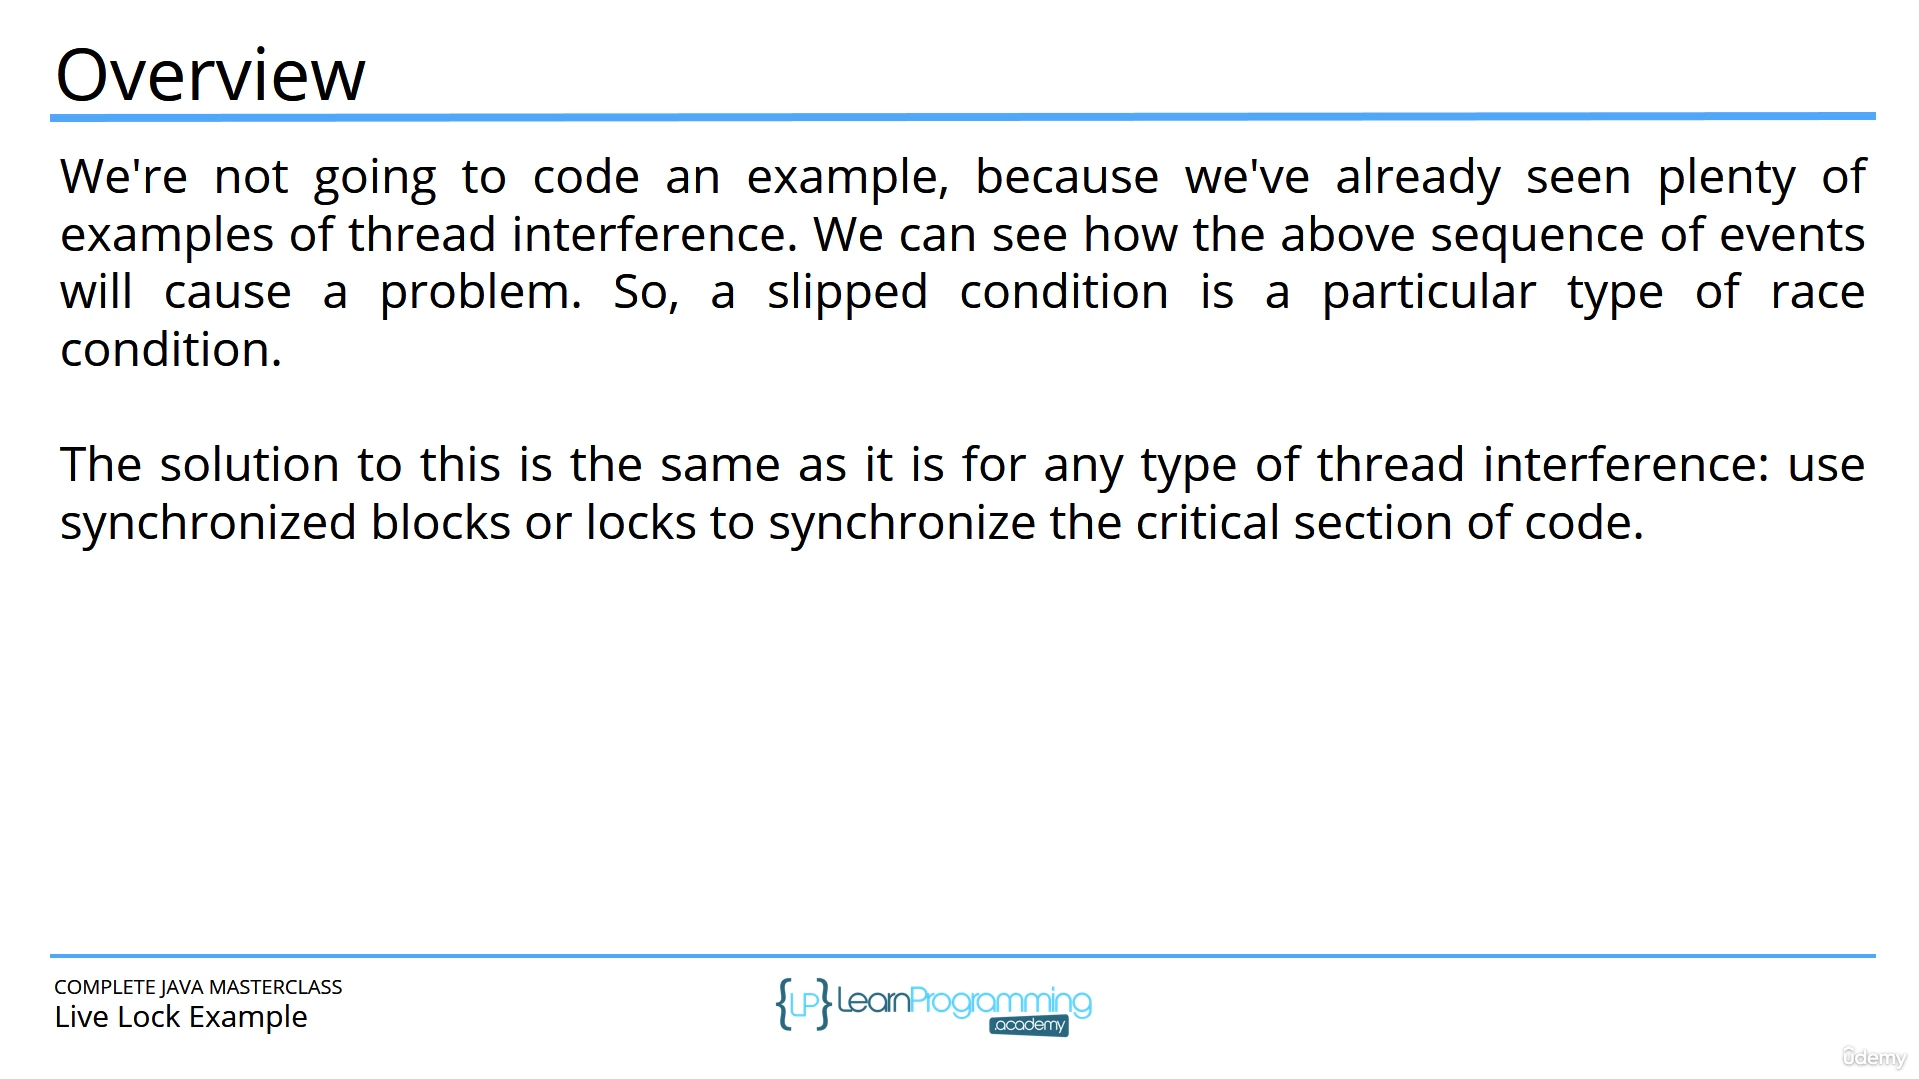 Overview
We're not going to code an example, because we've already seen plenty of
examples of thread interference. We can see how the above sequence of events
will cause a problem. So, a slipped condition is a particular type of race
condition.
The solution to this is the same as it is for any type of thread interference: use
synchronized blocks or locks to synchronize the critical section of code.
COMPLETE JAVA MASTERCLASS
Live Lock Example
{LP} LearnProgramming
.academy
ûdemy